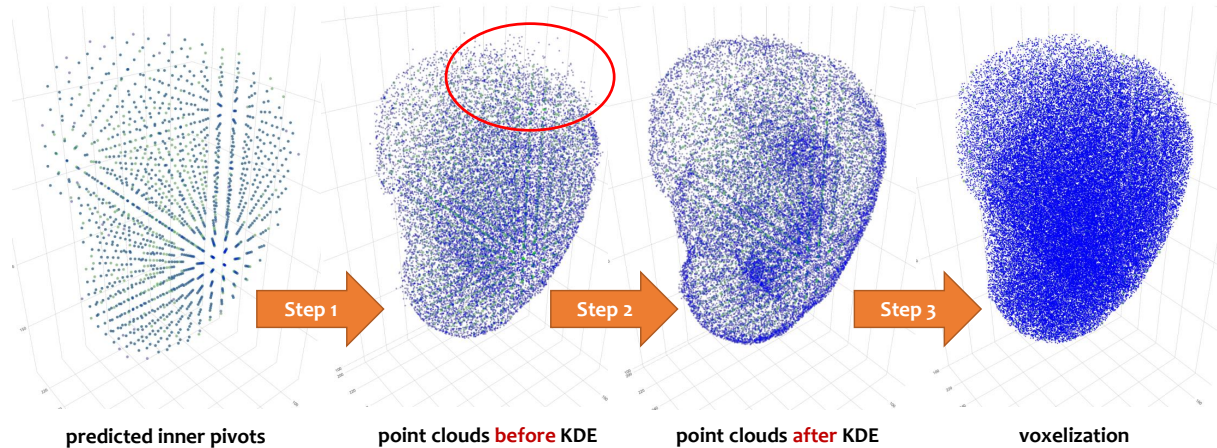 Step 1
Step 2
Step 3
predicted inner pivots
point clouds before KDE
point clouds after KDE
voxelization